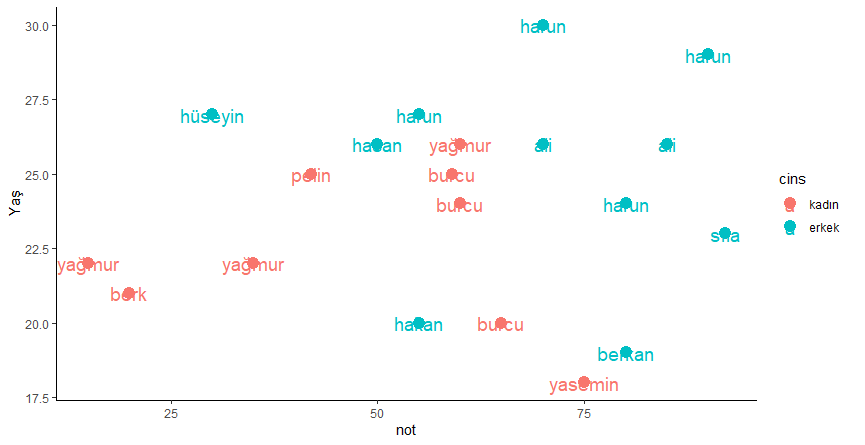 30.0
harun
harun
27.5
hüseyin
harun
hakan
yağmur
ali
ali
25.0
pelin
burcu
burcu
harun
cins
kadın
erkek
Yaş
sıla
22.5
yağmur
yağmur
berk
20.0
hakan
burcu
berkan
yasemin
17.5
25
50
75
not